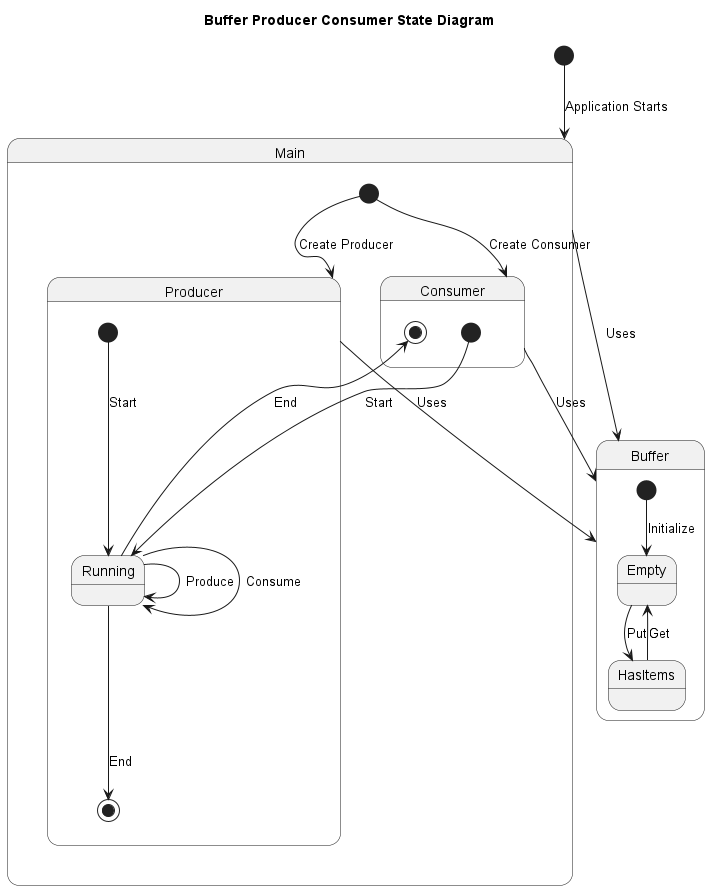 Buffer Producer Consumer State Diagram
Application Starts
Main
Create Producer
Create Consumer
Producer
Consumer
Uses
Start
End
Start
Uses
Uses
Buffer
Initialize
Running
Empty
Produce
Consume
Put
Get
HasItems
End